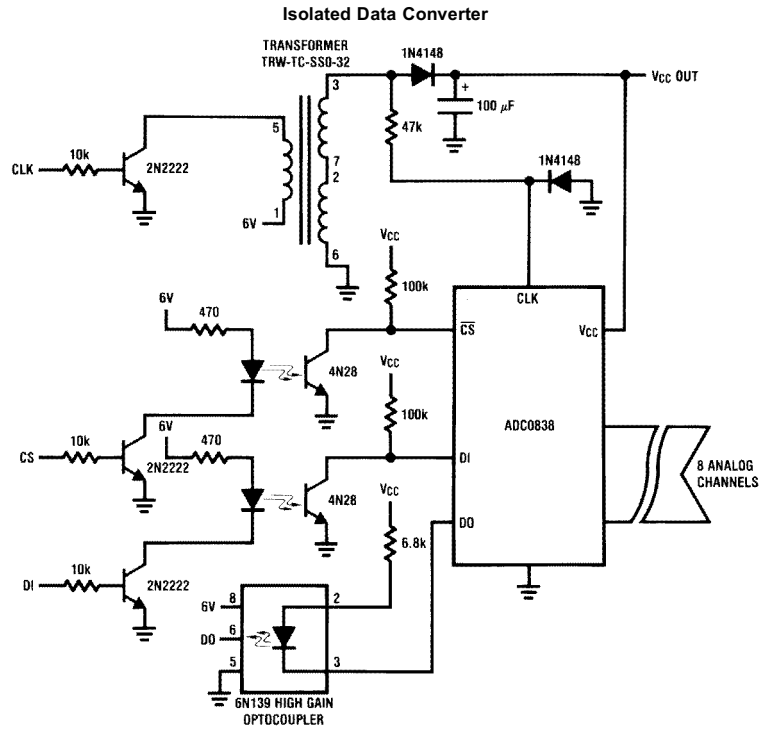 Isolated Data Converter
TRANSFORMER
TRW-TC-SS0-32
1N4148
3
VCC OUT
+
100 µF
5
47k
10k
CLK
2N2222
7
2
1N4148
1
6V
6
VCC
100k
CLK
6V
470
CS
VCC
4N28
VCC
100k
ADC0838
10k
6V
470
CS
2N2222
DI
8 ANALOG
CHANNELS
4N28
VCC
DO
6.8k
10k
DI
2N2222
6V
8
2
DO
6
5
3
6N139 HIGH GAIN
OPTOCOUPLER